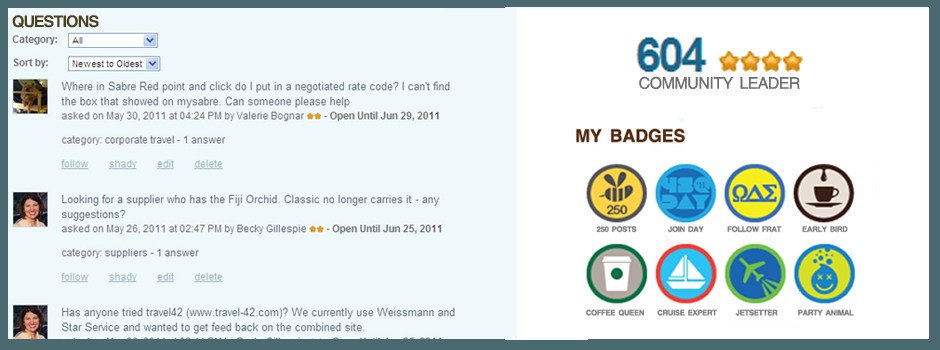 QUESTIONS
Category: All
Sort by: Newest to Oldest
Where in Sabre Red point and click do I put in a negotiated rate code? I can't find
the box that showed on mysabre. Can someone please help
asked on May 30, 2011 at 04:24 PM by Valerie Bognar - Open Until Jun 29, 2011
category: corporate travel - 1 answer
follow shady edit delete
Looking for a supplier who has the Fiji Orchid. Classic no longer carries it - any
suggestions?
asked on May 26, 2011 at 02:47 PM by Becky Gillespie - Open Until Jun 25, 2011
category: suppliers - 1 answer
follow shady edit delete
Has anyone tried travel42 (www.travel-42.com)? We currently use Weissmann and
Star Service and wanted to get feed back on the combined site.
604
COMMUNITY LEADER
MY BADGES
250
ΩΔΣ
250 POSTS JOIN DAY FOLLOW FRAT EARLY BIRD
COFFEE QUEEN CRUISE EXPERT JETSETTER PARTY ANIMAL